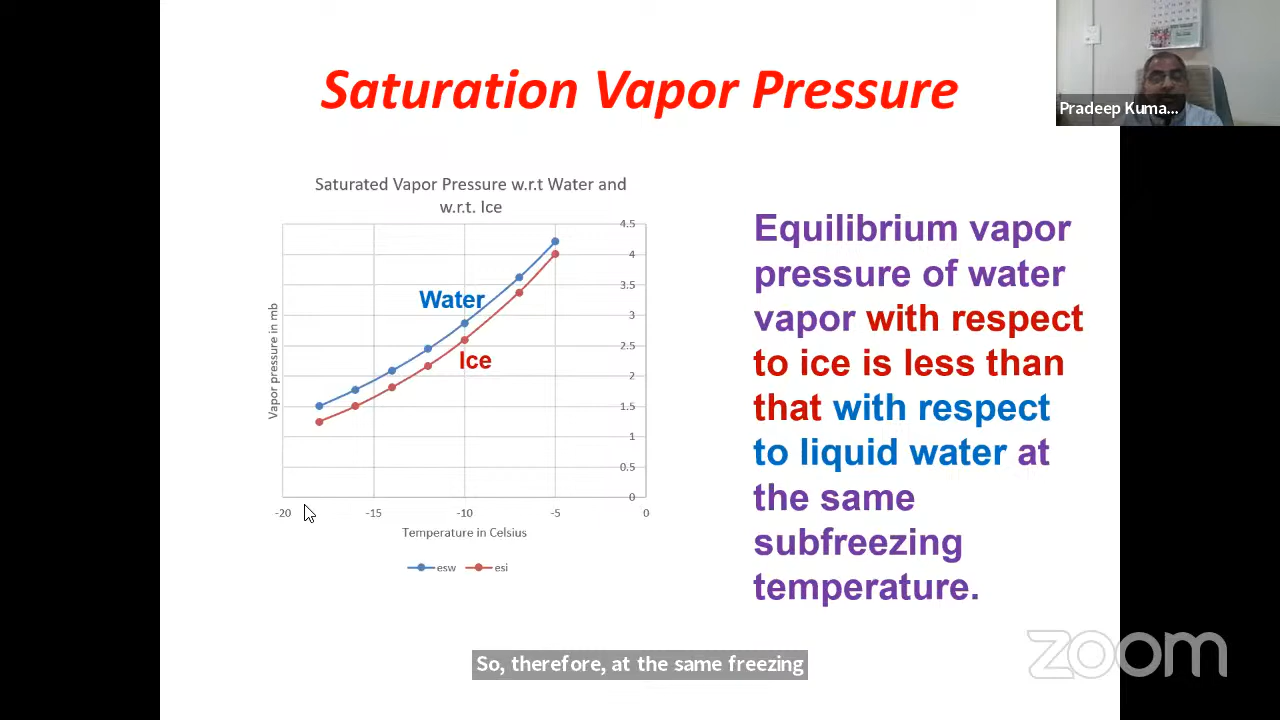 Saturation Vapor Pressure
Pradeep Kuma...
Saturated Vapor Pressure w.r.t Water and
w.r.t. Ice
4.5
4
3.5
3
2.5
2
1.5
1
0.5
0
Vapor pressure in mb
Water
Ice
-20
-15
-10
-5
0
Temperature in Celsius
esw
esi
Equilibrium vapor
pressure of water
vapor with respect
to ice is less than
that with respect
to liquid water at
the same
subfreezing
temperature.
So, therefore, at the same freezing
zoom